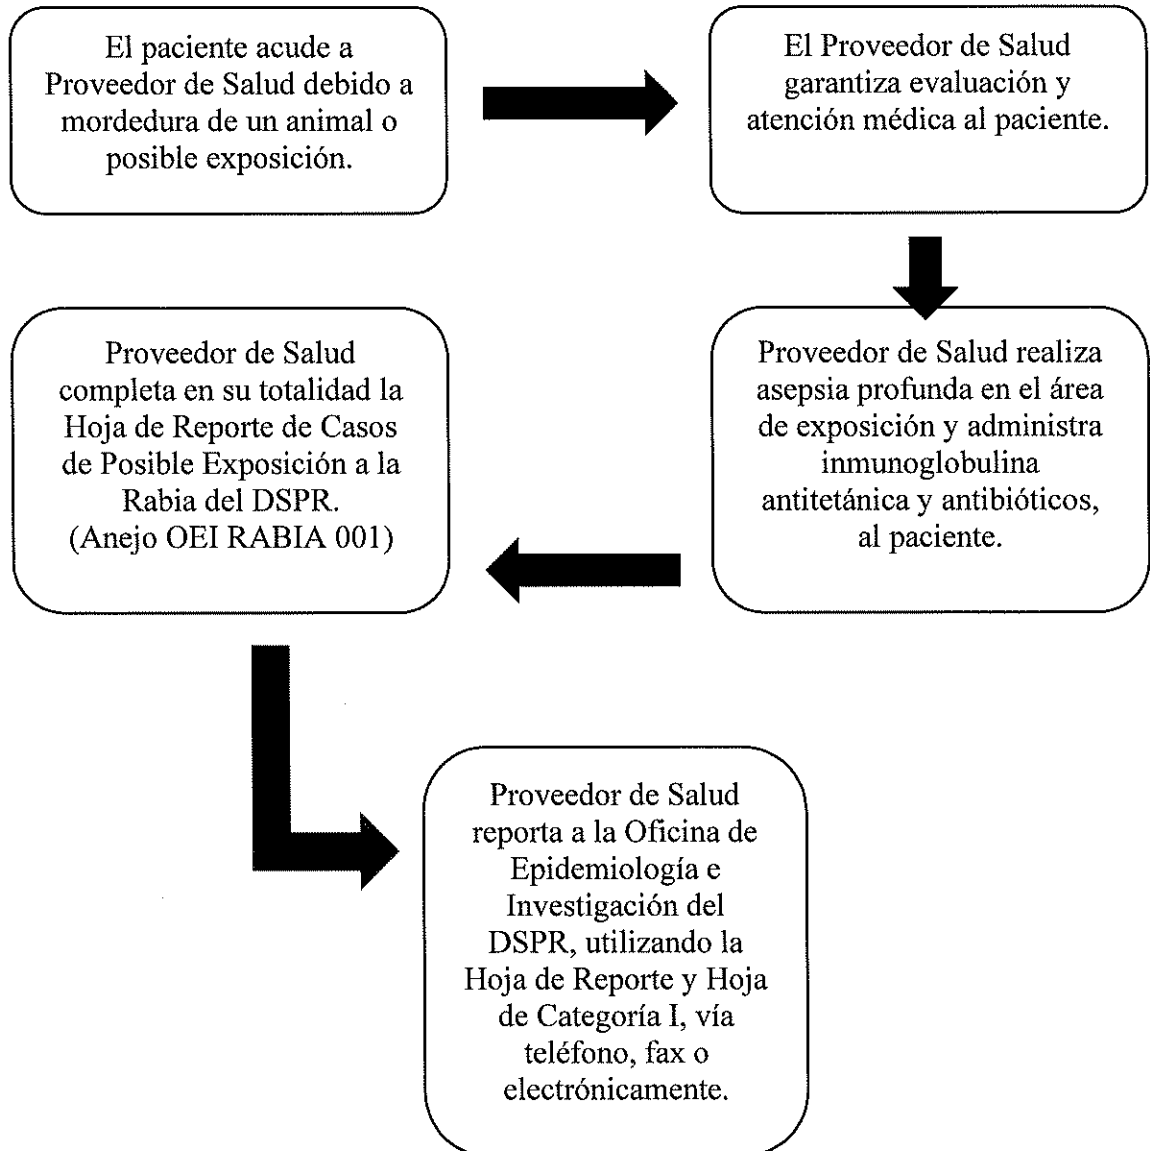 El paciente acude a
Proveedor de Salud debido a
mordedura de un animal o
posible exposición.
El Proveedor de Salud
garantiza evaluación y
atención médica al paciente.
Proveedor de Salud realiza
asepsia profunda en el área
de exposición y administra
inmunoglobulina
antitetánica y antibióticos,
al paciente.
Proveedor de Salud
completa en su totalidad la
Hoja de Reporte de Casos
de Posible Exposición a la
Rabia del DSPR.
(Anejo OEI RABIA 001)
Proveedor de Salud
reporta a la Oficina de
Epidemiología e
Investigación del
DSPR, utilizando la
Hoja de Reporte y Hoja
de Categoría I, vía
teléfono, fax o
electrónicamente.